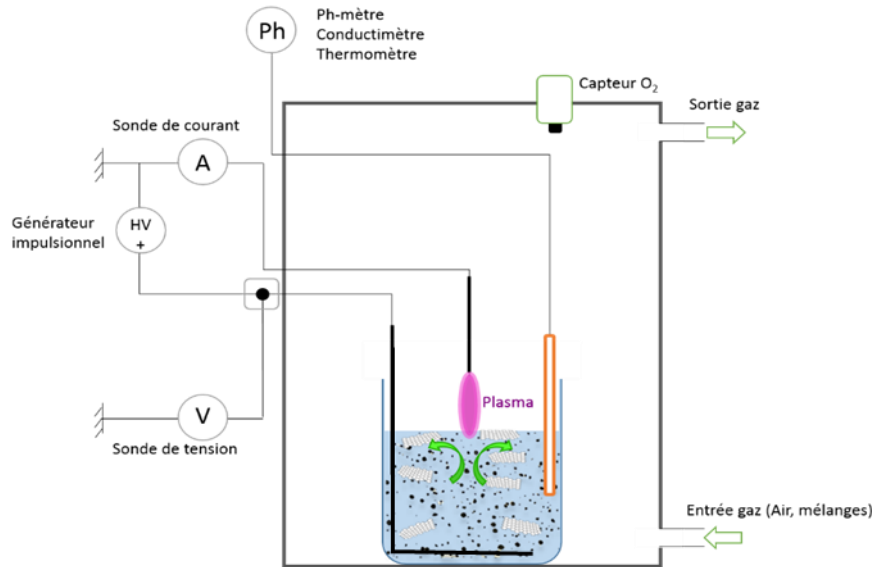 Ph
Ph-mètre
Conductimètre
Thermomètre
Capteur O₂
Sortie gaz
Sonde de courant
A
Générateur
impulsionnel
HV
+
Plasma
V
Sonde de tension
Entrée gaz (Air, mélanges)